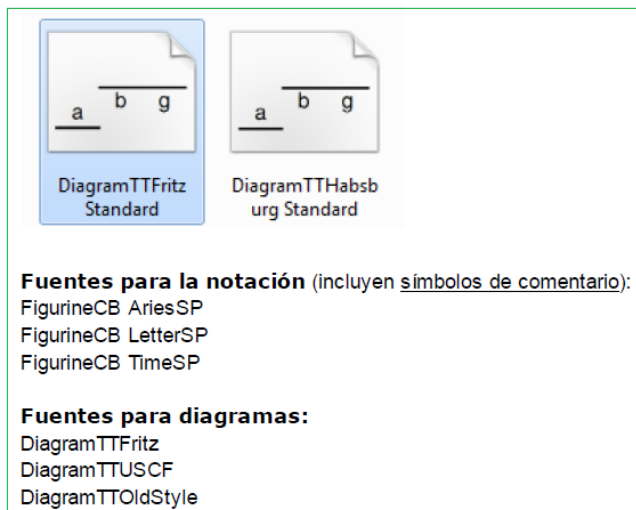 a b g
a b g
DiagramTTFritz
Standard
DiagramTTHabsb
urg Standard
Fuentes para la notación (incluyen símbolos de comentario):
FigurineCB AriesSP
FigurineCB LetterSP
FigurineCB TimeSP
Fuentes para diagramas:
DiagramTTFritz
DiagramTTUSCF
DiagramTTOldStyle